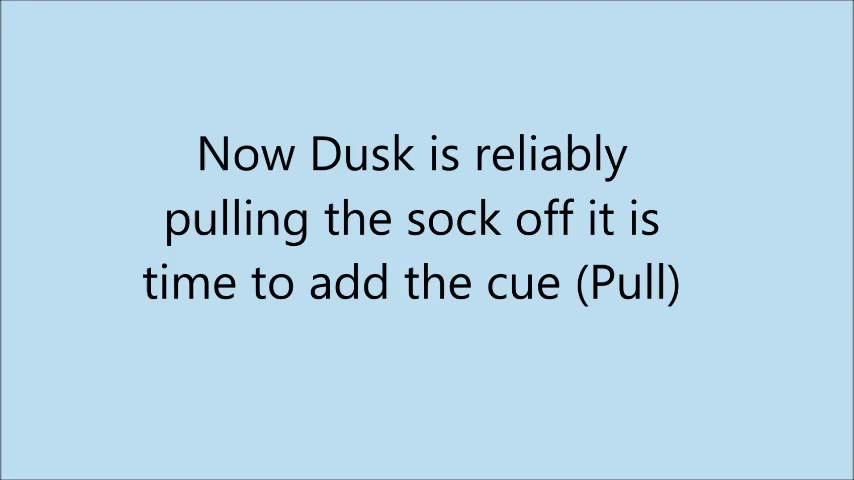 Now Dusk is reliably
pulling the sock off it is
time to add the cue (Pull)